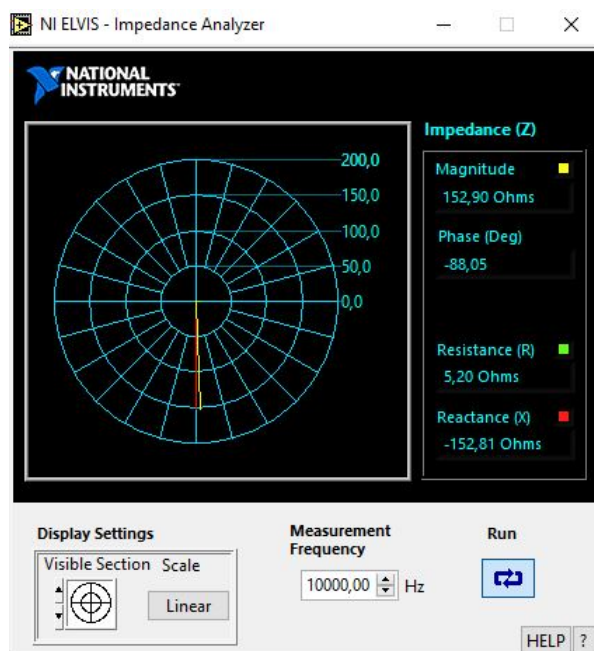 NI ELVIS - Impedance Analyzer
NATIONAL
INSTRUMENTS
200,0
150,0
100,0
50,0
0,0
Impedance (Z)
Magnitude
152,90 Ohms
Phase (Deg)
-88,05
Resistance (R)
5,20 Ohms
Reactance (X)
-152,81 Ohms
Display Settings
Visible Section Scale
Linear
Measurement
Frequency
10000,00 Hz
Run
HELP ?